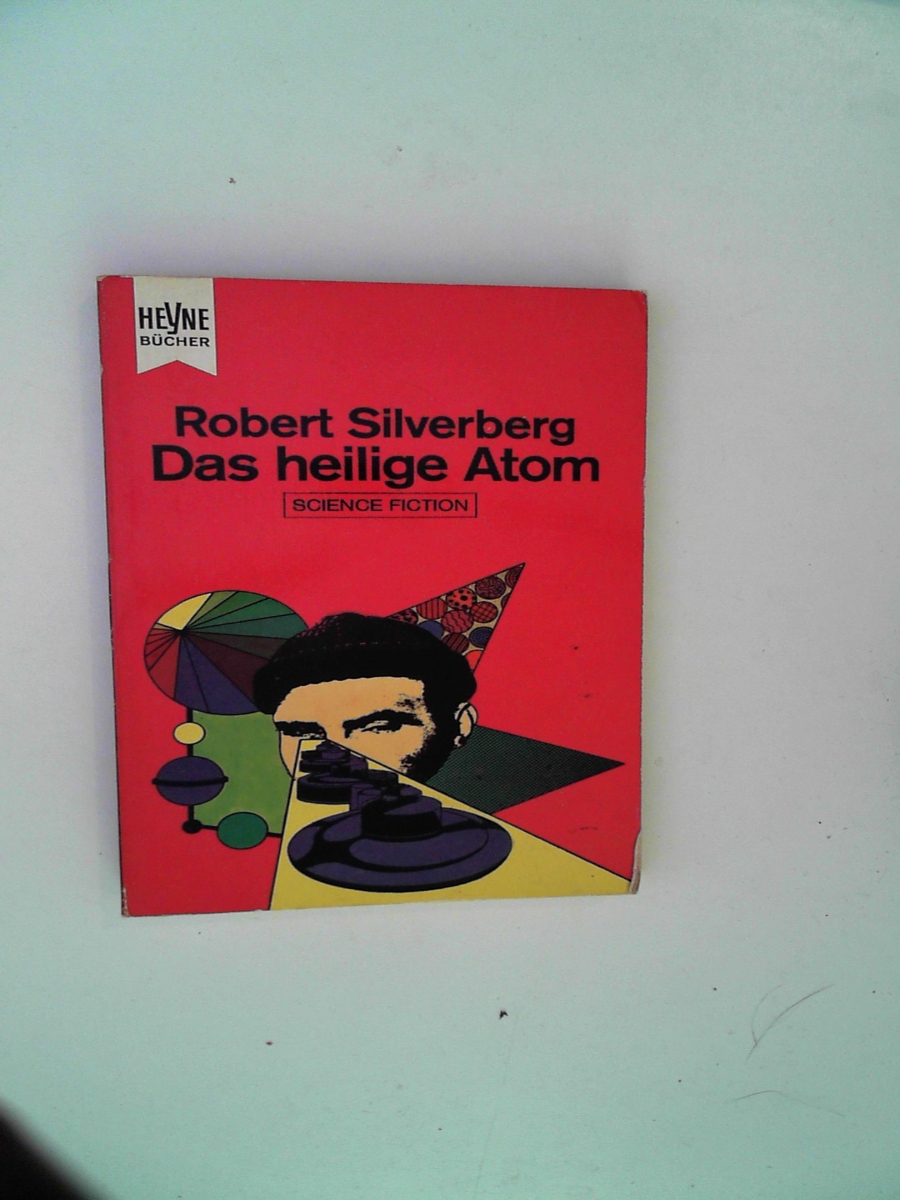 HEYNE
BÜCHER
Robert Silverberg
Das heilige Atom
SCIENCE FICTION